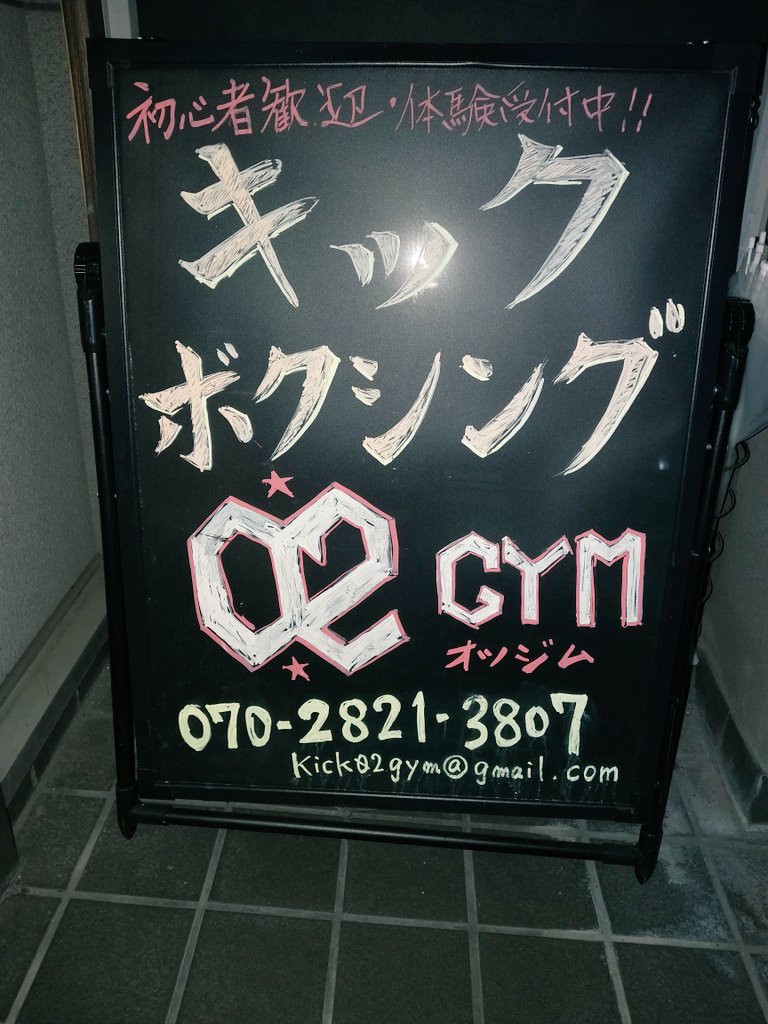 初心者歓迎・体験受付中!!
キック
ボクシング
02 GYM
オツジム
070-2821-3807
kick02gym@gmail.com